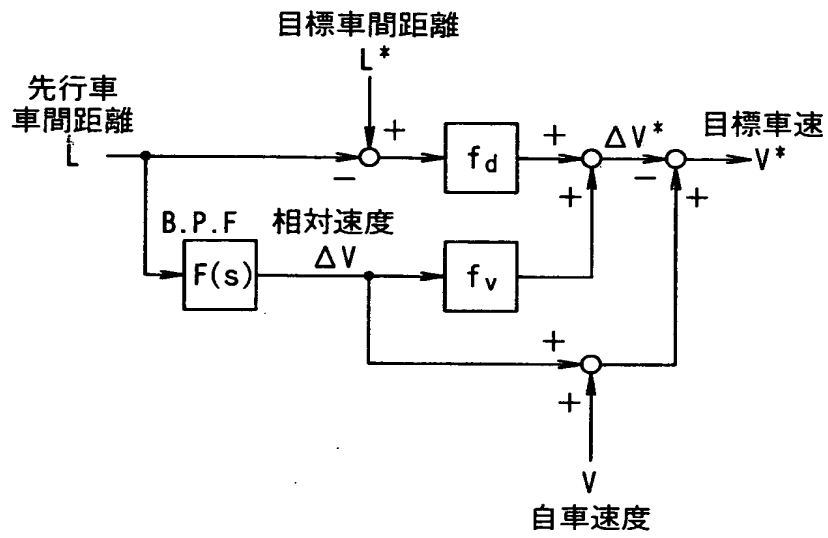 目標車間距離
L*
先行車
車間距離
L
+
−
fd
+
+
ΔV*
−
+
目標車速
V*
B.P.F
F(s)
相対速度
ΔV
fv
+
+
V
自車速度